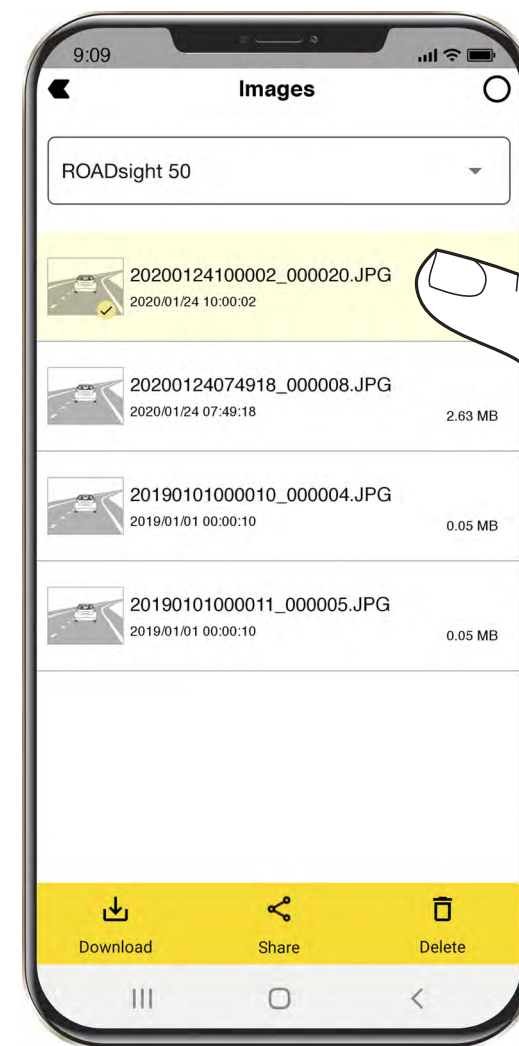 9:09
Images
ROADsight 50
20200124100002_000020.JPG
2020/01/24 10:00:02
20200124074918_000008.JPG
2020/01/24 07:49:18
2.63 MB
20190101000010_000004.JPG
2019/01/01 00:00:10
0.05 MB
20190101000011_000005.JPG
2019/01/01 00:00:10
0.05 MB
Download Share Delete